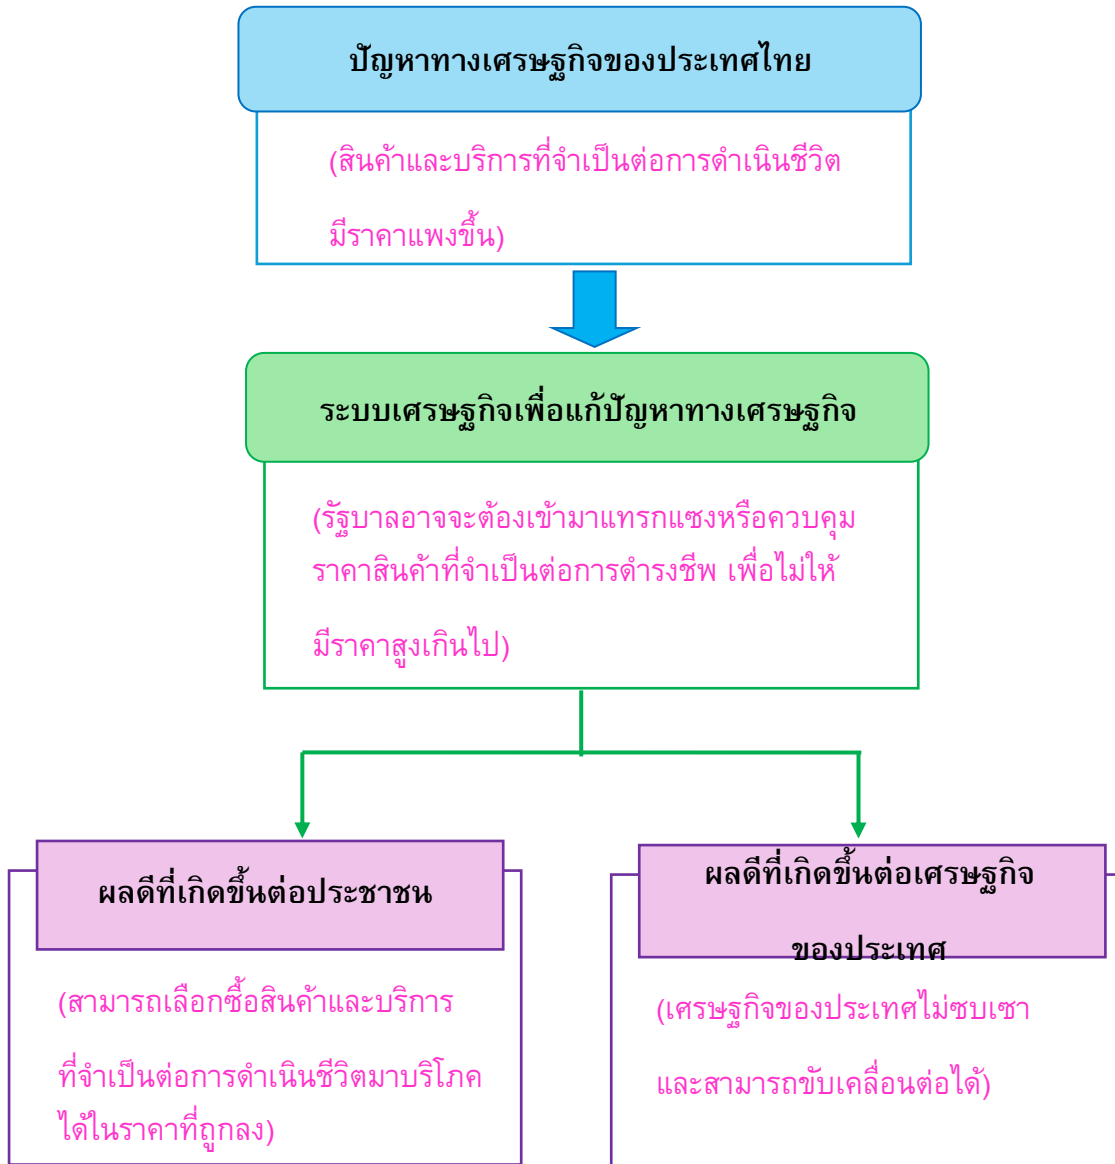 ปัญหาทางเศรษฐกิจของประเทศไทย
(สินค้าและบริการที่จำเป็นต่อการดำเนินชีวิต
มีราคาแพงขึ้น)
ระบบเศรษฐกิจเพื่อแก้ปัญหาทางเศรษฐกิจ
(รัฐบาลอาจจะต้องเข้ามาแทรกแซงหรือควบคุม
ราคาสินค้าที่จำเป็นต่อการดำรงชีพ เพื่อไม่ให้
มีราคาสูงเกินไป)
ผลดีที่เกิดขึ้นต่อประชาชน
(สามารถเลือกซื้อสินค้าและบริการ
ที่จำเป็นต่อการดำเนินชีวิตมาบริโภค
ได้ในราคาที่ถูกลง)
ผลดีที่เกิดขึ้นต่อเศรษฐกิจ
ของประเทศ
(เศรษฐกิจของประเทศไม่ซบเซา
และสามารถขับเคลื่อนต่อได้)